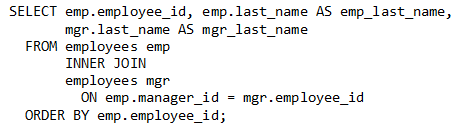 SELECT emp.employee_id, emp.last_name AS emp_last_name,
mgr.last_name AS mgr_last_name
FROM employees emp
INNER JOIN
employees mgr
ON emp.manager_id = mgr.employee_id
ORDER BY emp.employee_id;